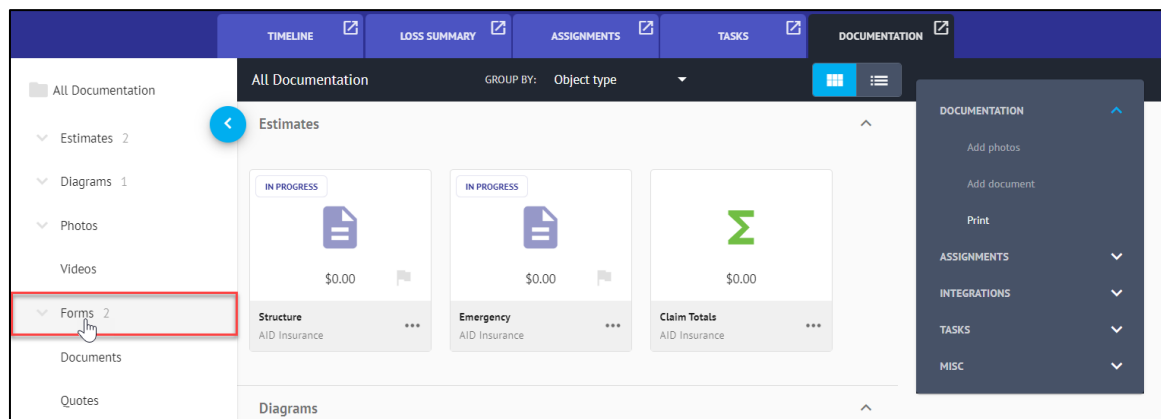 TIMELINE
LOSS SUMMARY
ASSIGNMENTS
TASKS
DOCUMENTATION
All Documentation
Estimates 2
Diagrams 1
Photos
Videos
Forms 2
Documents
Quotes
All Documentation
GROUP BY: Object type
Estimates
IN PROGRESS
$0.00
Structure
AID Insurance
IN PROGRESS
$0.00
Emergency
AID Insurance
Σ
$0.00
Claim Totals
AID Insurance
Diagrams
DOCUMENTATION
Add photos
Add document
Print
ASSIGNMENTS
INTEGRATIONS
TASKS
MISC